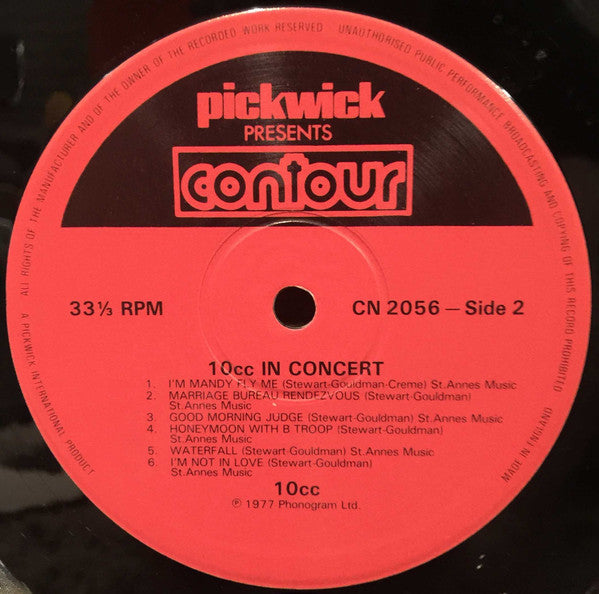 ALL RIGHTS OF THE MANUFACTURER AND OF THE OWNER OF THE RECORDED WORK RESERVED - UNAUTHORISED PUBLIC PERFORMANCE BROADCASTING AND COPYING OF THIS RECORD PROHIBITED
pickwick
PRESENTS
contour
33⅓ RPM
CN 2056 — Side 2
10cc IN CONCERT
1. I'M MANDY FLY ME (Stewart-Gouldman-Creme) St.Annes Music
2. MARRIAGE BUREAU RENDEZVOUS (Stewart-Gouldman)
St.Annes Music
3. GOOD MORNING JUDGE (Stewart-Gouldman) St.Annes Music
4. HONEYMOON WITH B TROOP (Stewart-Gouldman)
St.Annes Music
5. WATERFALL (Stewart-Gouldman) St.Annes Music
6. I'M NOT IN LOVE (Stewart-Gouldman)
St.Annes Music
10cc
℗ 1977 Phonogram Ltd.
A PICKWICK INTERNATIONAL PRODUCT
MADE IN ENGLAND